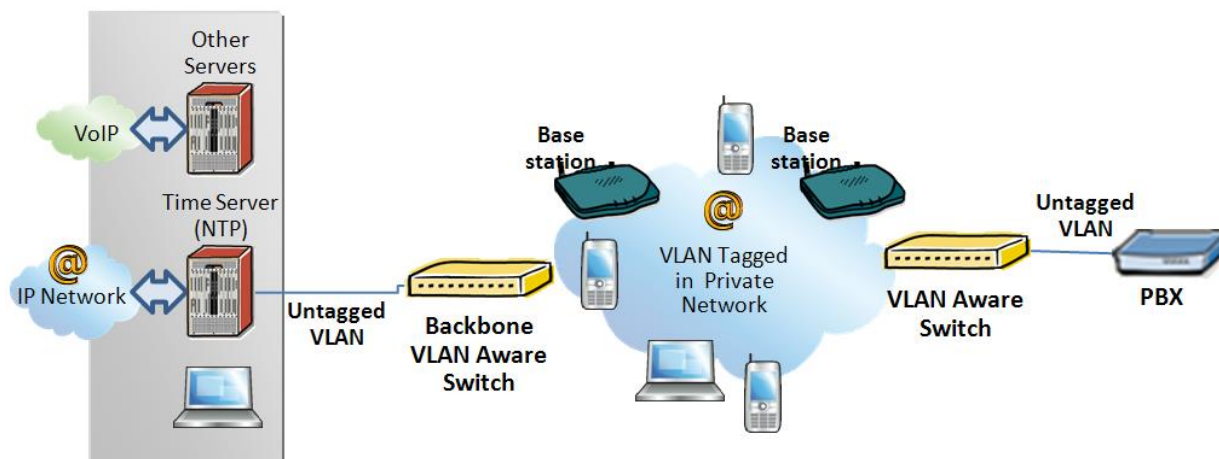 Other
Servers
VoIP
Time Server
(NTP)
@
IP Network
Untagged
VLAN
Backbone
VLAN Aware
Switch
Base
station
Base
station
@
VLAN Tagged
in Private
Network
VLAN Aware
Switch
Untagged
VLAN
PBX